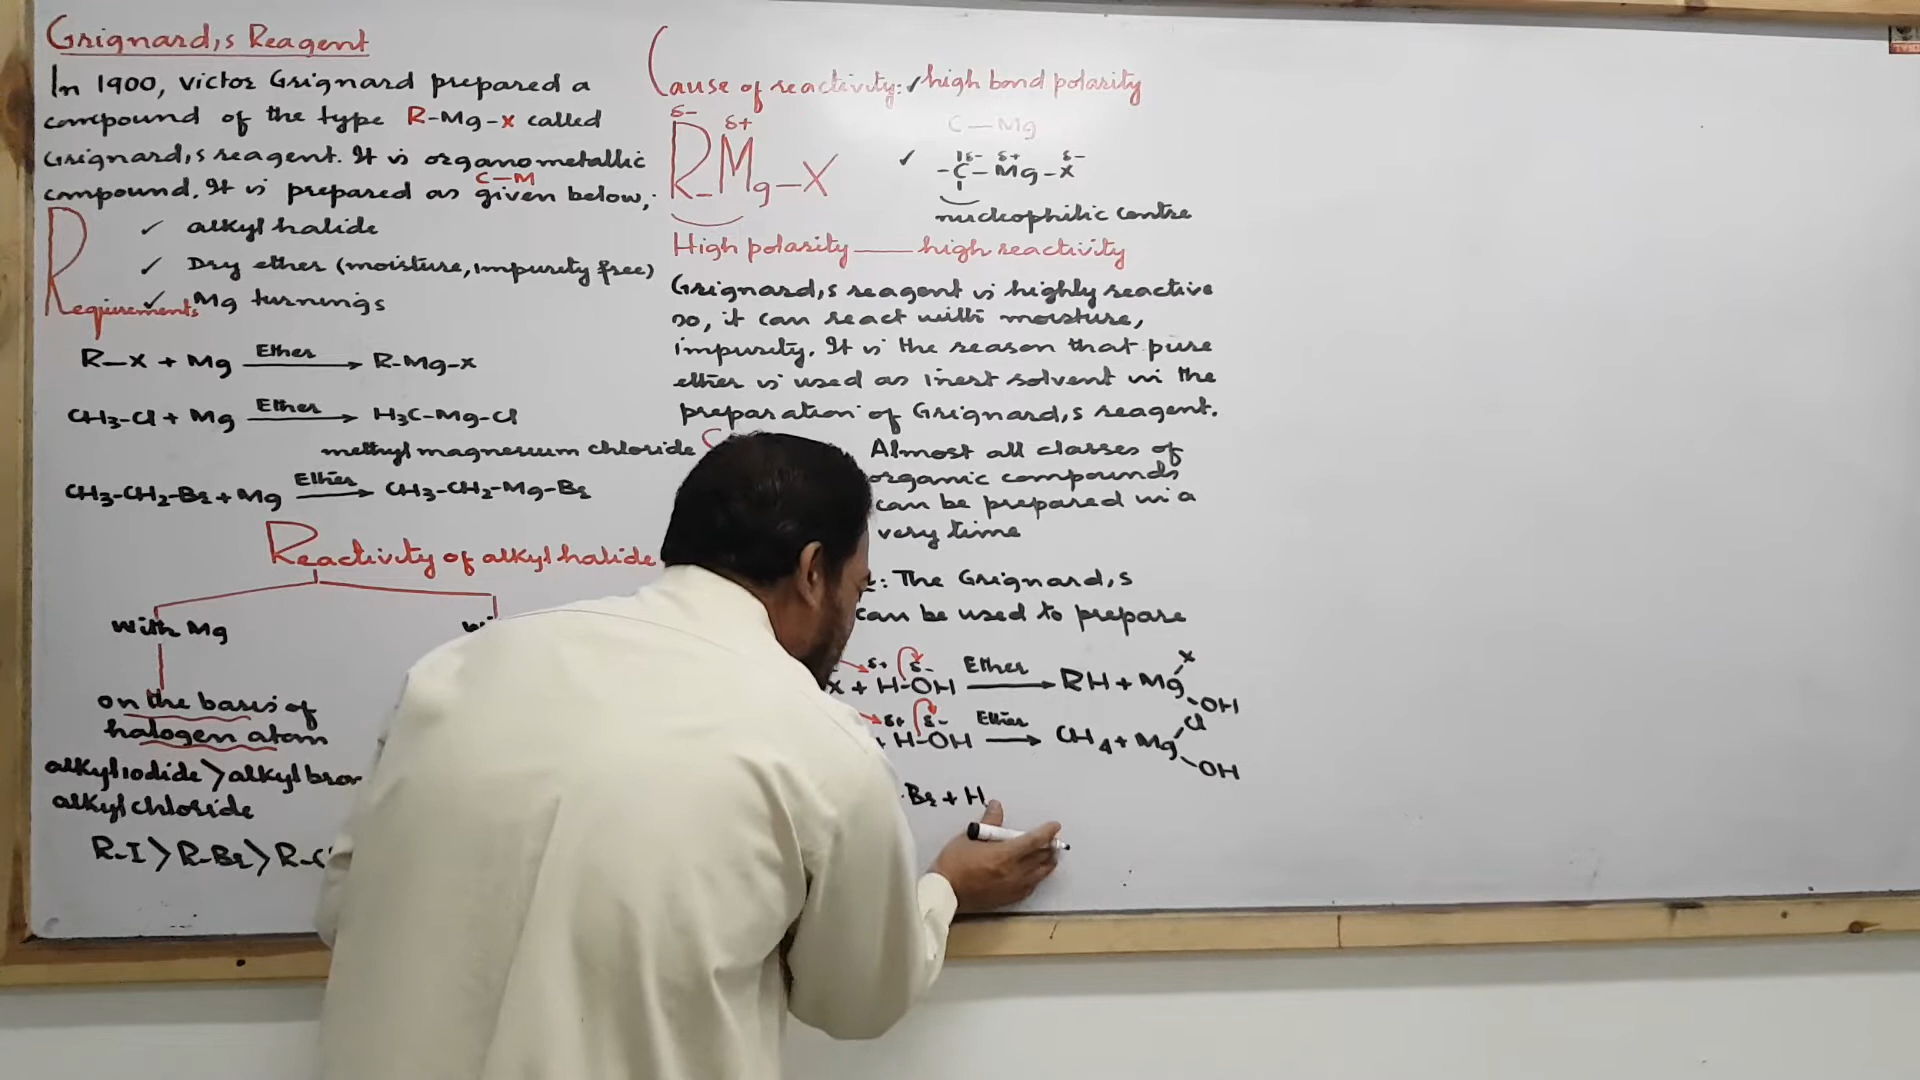 Grignard,s Reagent
In 1900, victor Grignard prepared a
compound of the type R-Mg-X called
Grignard,s reagent. It is organometallic
C-M
compound. It is prepared as given below,:
Requirements
✓ alkyl halide
✓ Dry ether (moisture, impurity free)
✓ Mg turnings
R-X + Mg Ether → R-Mg-X
CH3-Cl + Mg Ether → H3C-Mg-Cl
methyl magnesium chloride
CH3-CH2-Br + Mg Ether → CH3-CH2-Mg-Br
Reactivity of alkyl halide
with Mg
on the basis of
halogen atom
alkyl iodide > alkyl
alkyl chloride
R-I > R-Br >
Cause of reactivity: ✓ high bond polarity
C-Mg
δ- δ+
R-Mg-X
✓ δ- δ+ δ-
-C-Mg-X
nucleophilic centre
High polarity — high reactivity
Grignard,s reagent is highly reactive
so, it can react with moisture,
impurity. It is the reason that pure
ether is used as inert solvent in the
preparation of Grignard,s reagent.
Almost all classes of
organic compounds
can be prepared in a
very time
: The Grignard,s
can be used to prepare
δ+ δ-
X + H-OH Ether → RH + Mg X OH
δ+ δ-
+ H-OH Ether → CH4 + Mg Cl OH
Br + H